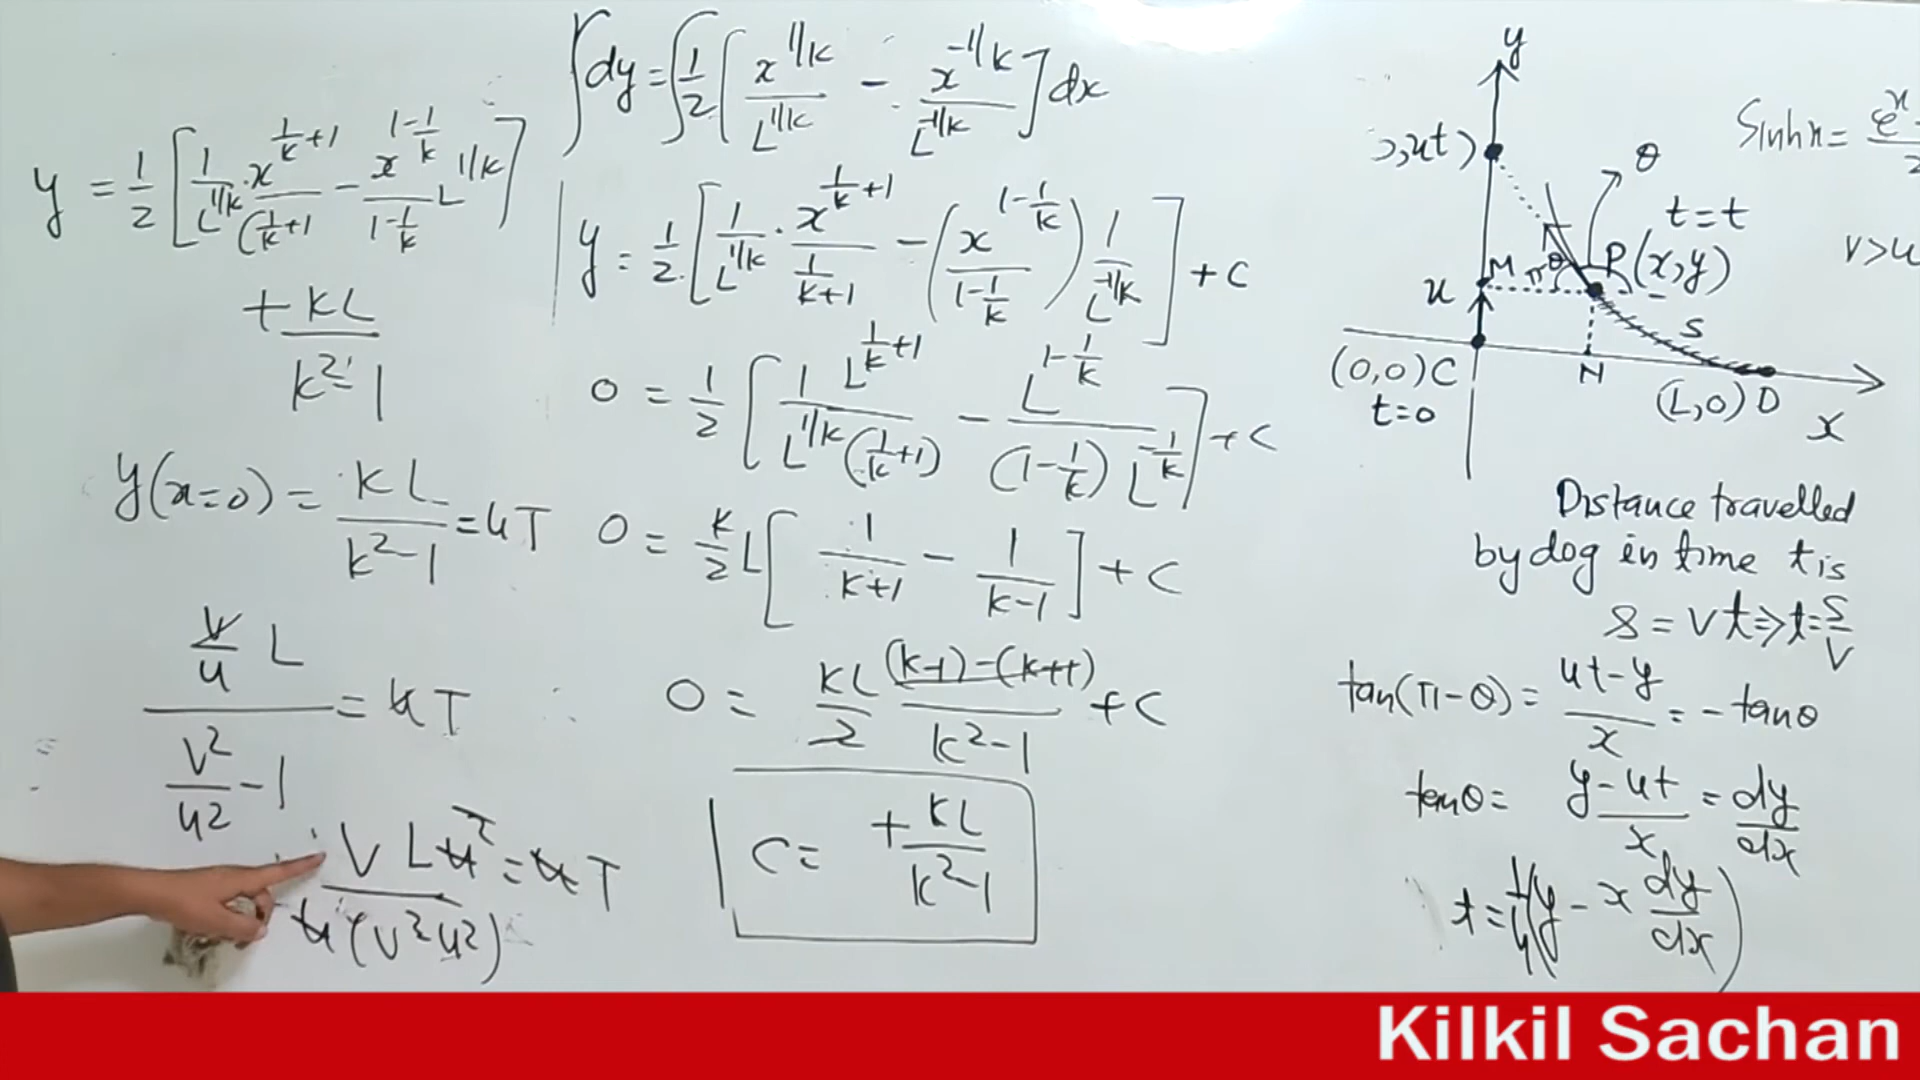 ∫dy = ∫ 1/2 [ x^{1/k} / L^{1/k} - x^{-1/k} / L^{-1/k} ] dx
y = 1/2 [ 1/L^{1/k} · x^{1/k+1} / (1/k+1) - x^{1-1/k} / (1-1/k) L^{1/k} ]
+ KL / k²-1
y(x=0) = KL / k²-1 = uT
v/u L / v²/u² -1 = uT
V L u² / u(v² u²) = uT
y = 1/2 [ 1/L^{1/k} · x^{1/k+1} / 1/k+1 - ( x^{1-1/k} / 1-1/k ) 1/L^{-1/k} ] + C
0 = 1/2 [ 1/L^{1/k} L^{1/k+1} / (1/k+1) - L^{1-1/k} / (1-1/k) L^{-1/k} ] + C
0 = K/2 L [ 1/k+1 - 1/k-1 ] + C
0 = KL/2 (k-1)-(k+1) / k²-1 + C
C = + KL / k²-1
y
,ut)
θ
t=t
Sinhx = e^x
v>u
M
π
θ
P(x,y)
u
S
(0,0)C
t=0
N
(L,0) D
x
Distance travelled
by dog in time t is
s = vt ⇒ t = s/v
tan(π-θ) = ut-y / x = - tanθ
tanθ = y-ut / x = dy/dx
t = 1/u (y - x dy/dx)
Kilkil Sachan